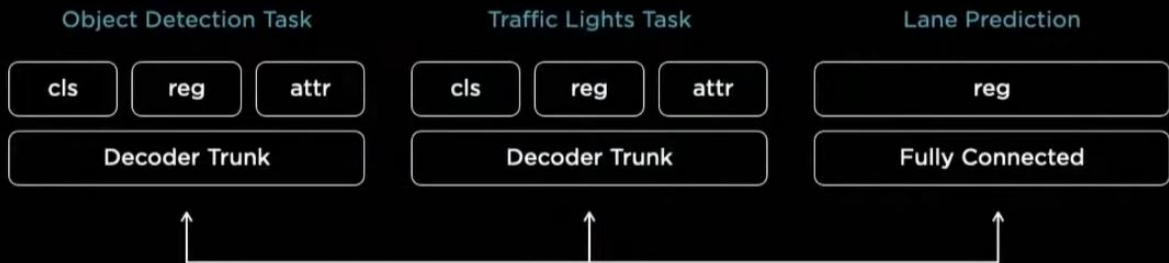 Object Detection Task Traffic Lights Task Lane Prediction
cls reg attr cls reg attr reg
Decoder Trunk Decoder Trunk Fully Connected